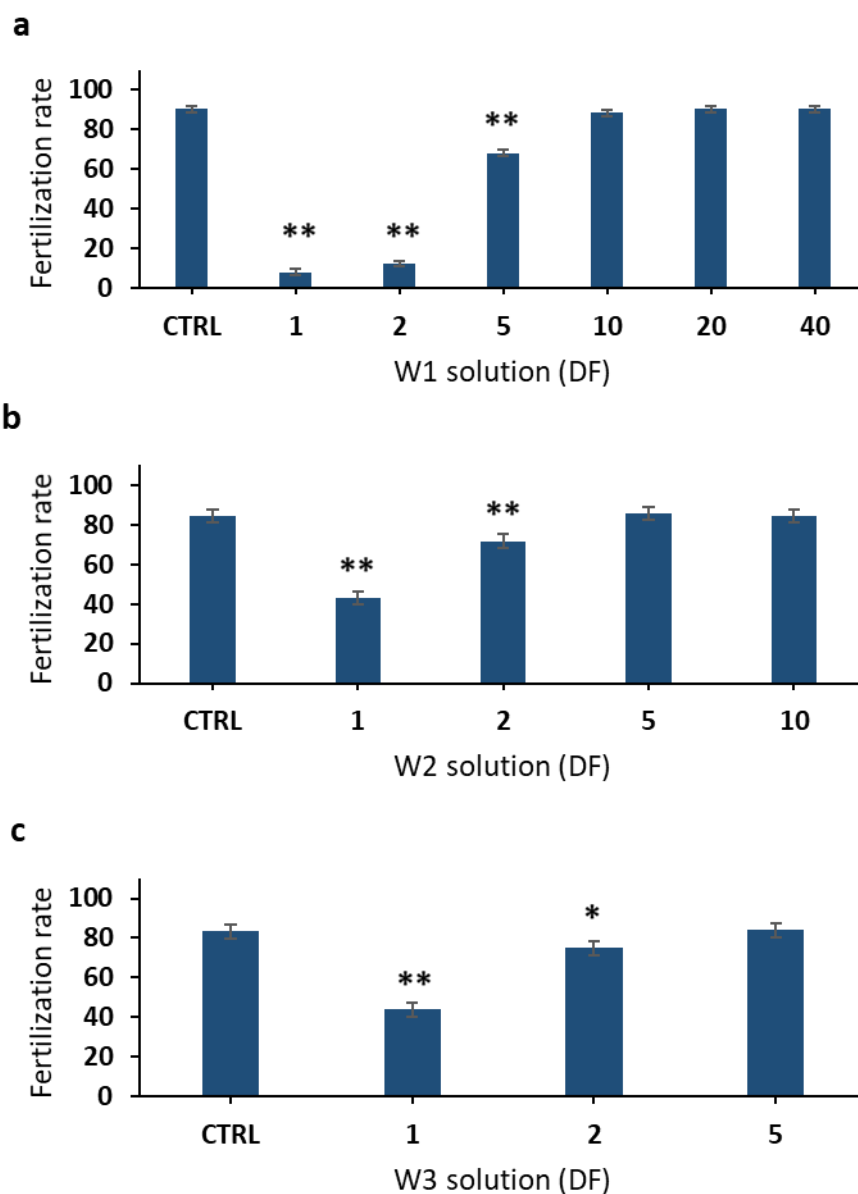 a
Fertilization rate
100
80
60
40
20
0
** ** **
CTRL 1 2 5 10 20 40
W1 solution (DF)
b
Fertilization rate
100
80
60
40
20
0
** **
CTRL 1 2 5 10
W2 solution (DF)
c
Fertilization rate
100
80
60
40
20
0
** *
CTRL 1 2 5
W3 solution (DF)